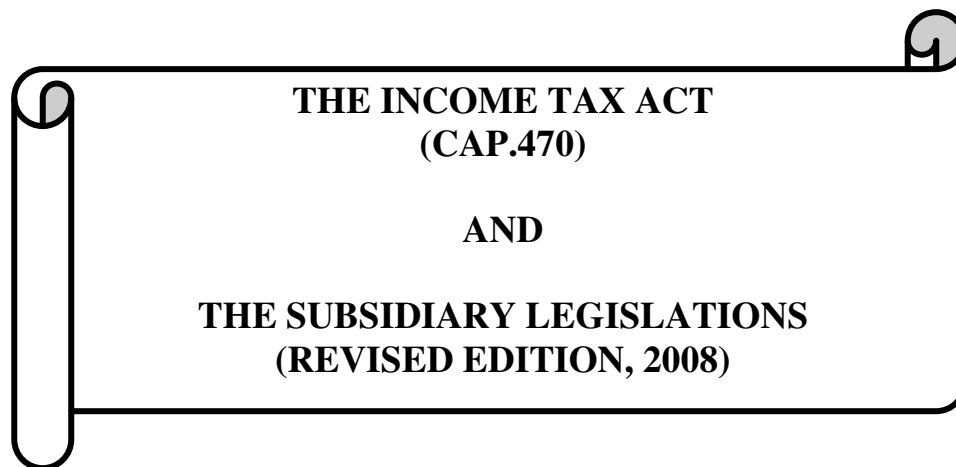 THE INCOME TAX ACT
(CAP.470)
AND
THE SUBSIDIARY LEGISLATIONS
(REVISED EDITION, 2008)